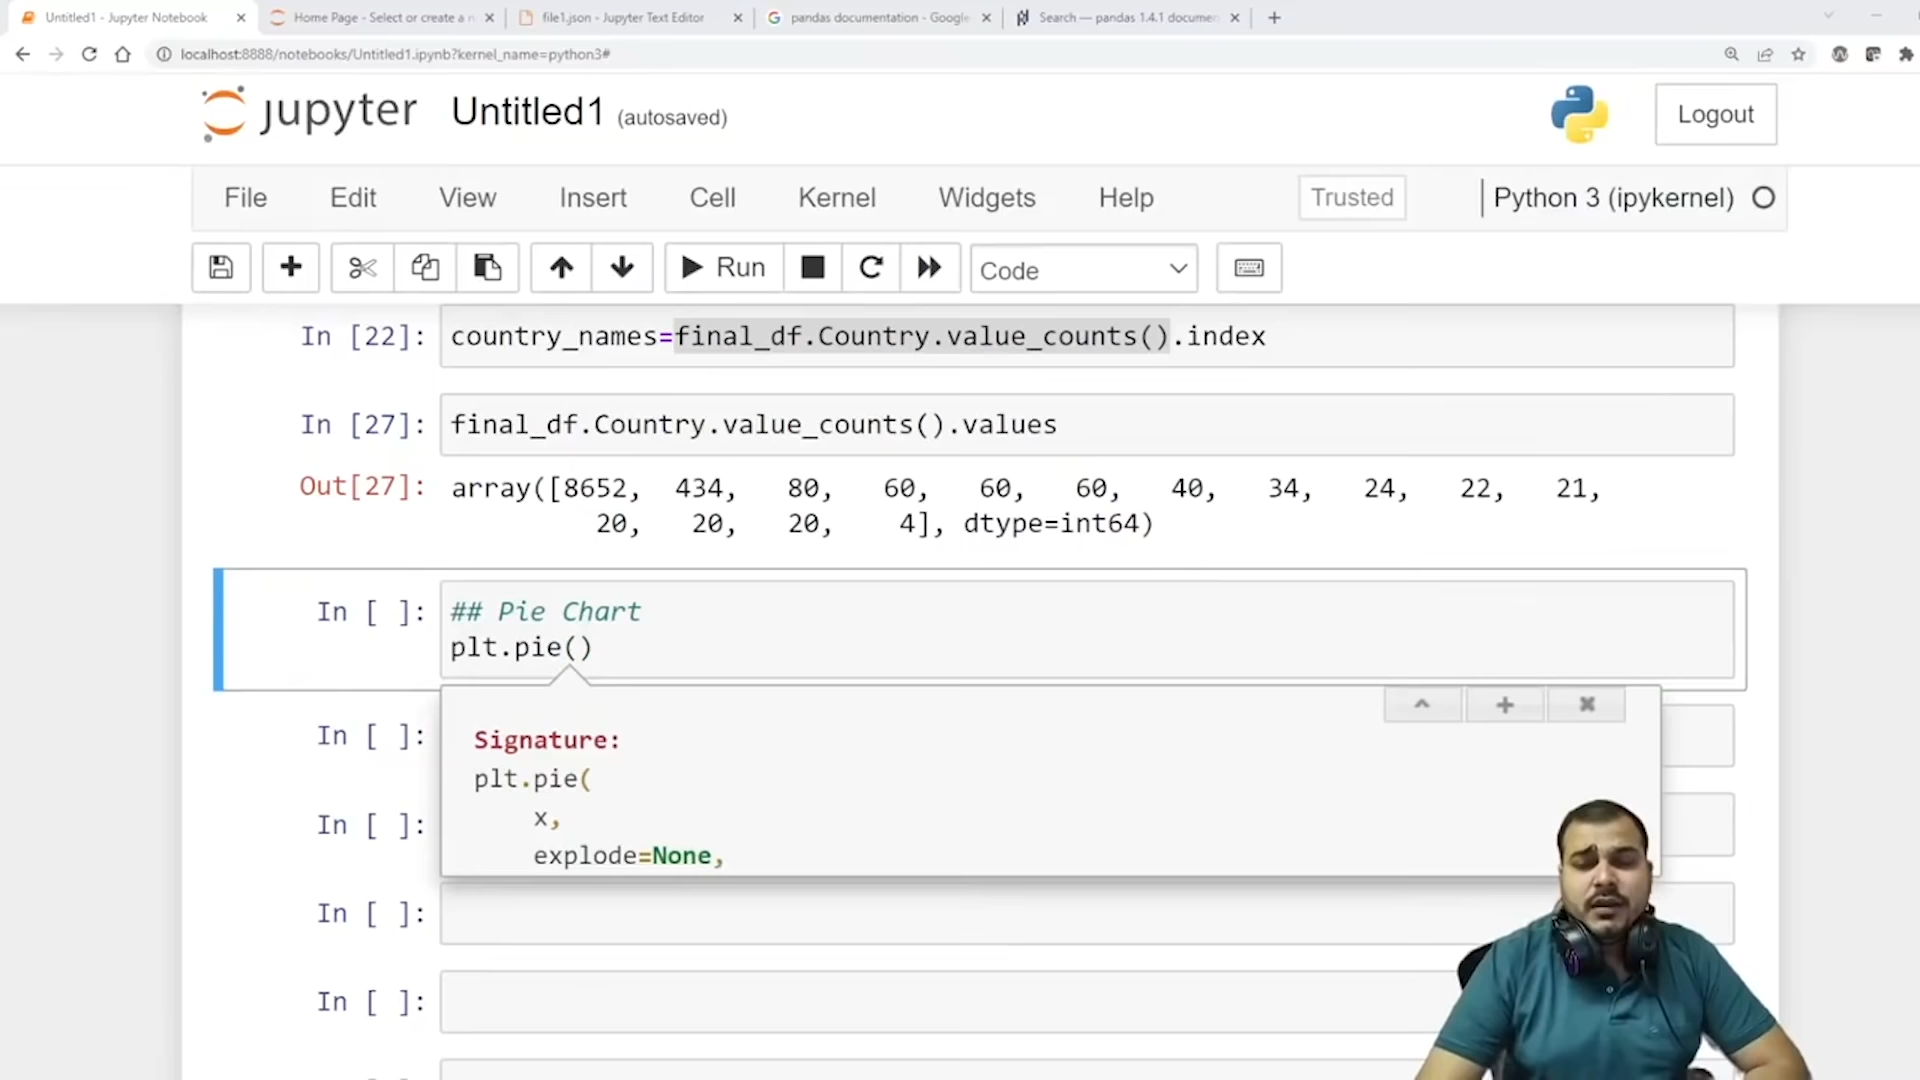 Untitled1 - Jupyter Notebook
Home Page - Select or create a n
file1.json - Jupyter Text Editor
pandas documentation - Google
Search — pandas 1.4.1 documen
localhost:8888/notebooks/Untitled1.ipynb?kernel_name=python3#
jupyter Untitled1 (autosaved)
Logout
File Edit View Insert Cell Kernel Widgets Help Trusted Python 3 (ipykernel)
Run Code
In [22]: country_names=final_df.Country.value_counts().index
In [27]: final_df.Country.value_counts().values
Out[27]: array([8652, 434, 80, 60, 60, 60, 40, 34, 24, 22, 21,
20, 20, 20, 4], dtype=int64)
In [ ]: ## Pie Chart
plt.pie()
Signature:
plt.pie(
x,
explode=None,
In [ ]:
In [ ]:
In [ ]:
In [ ]: